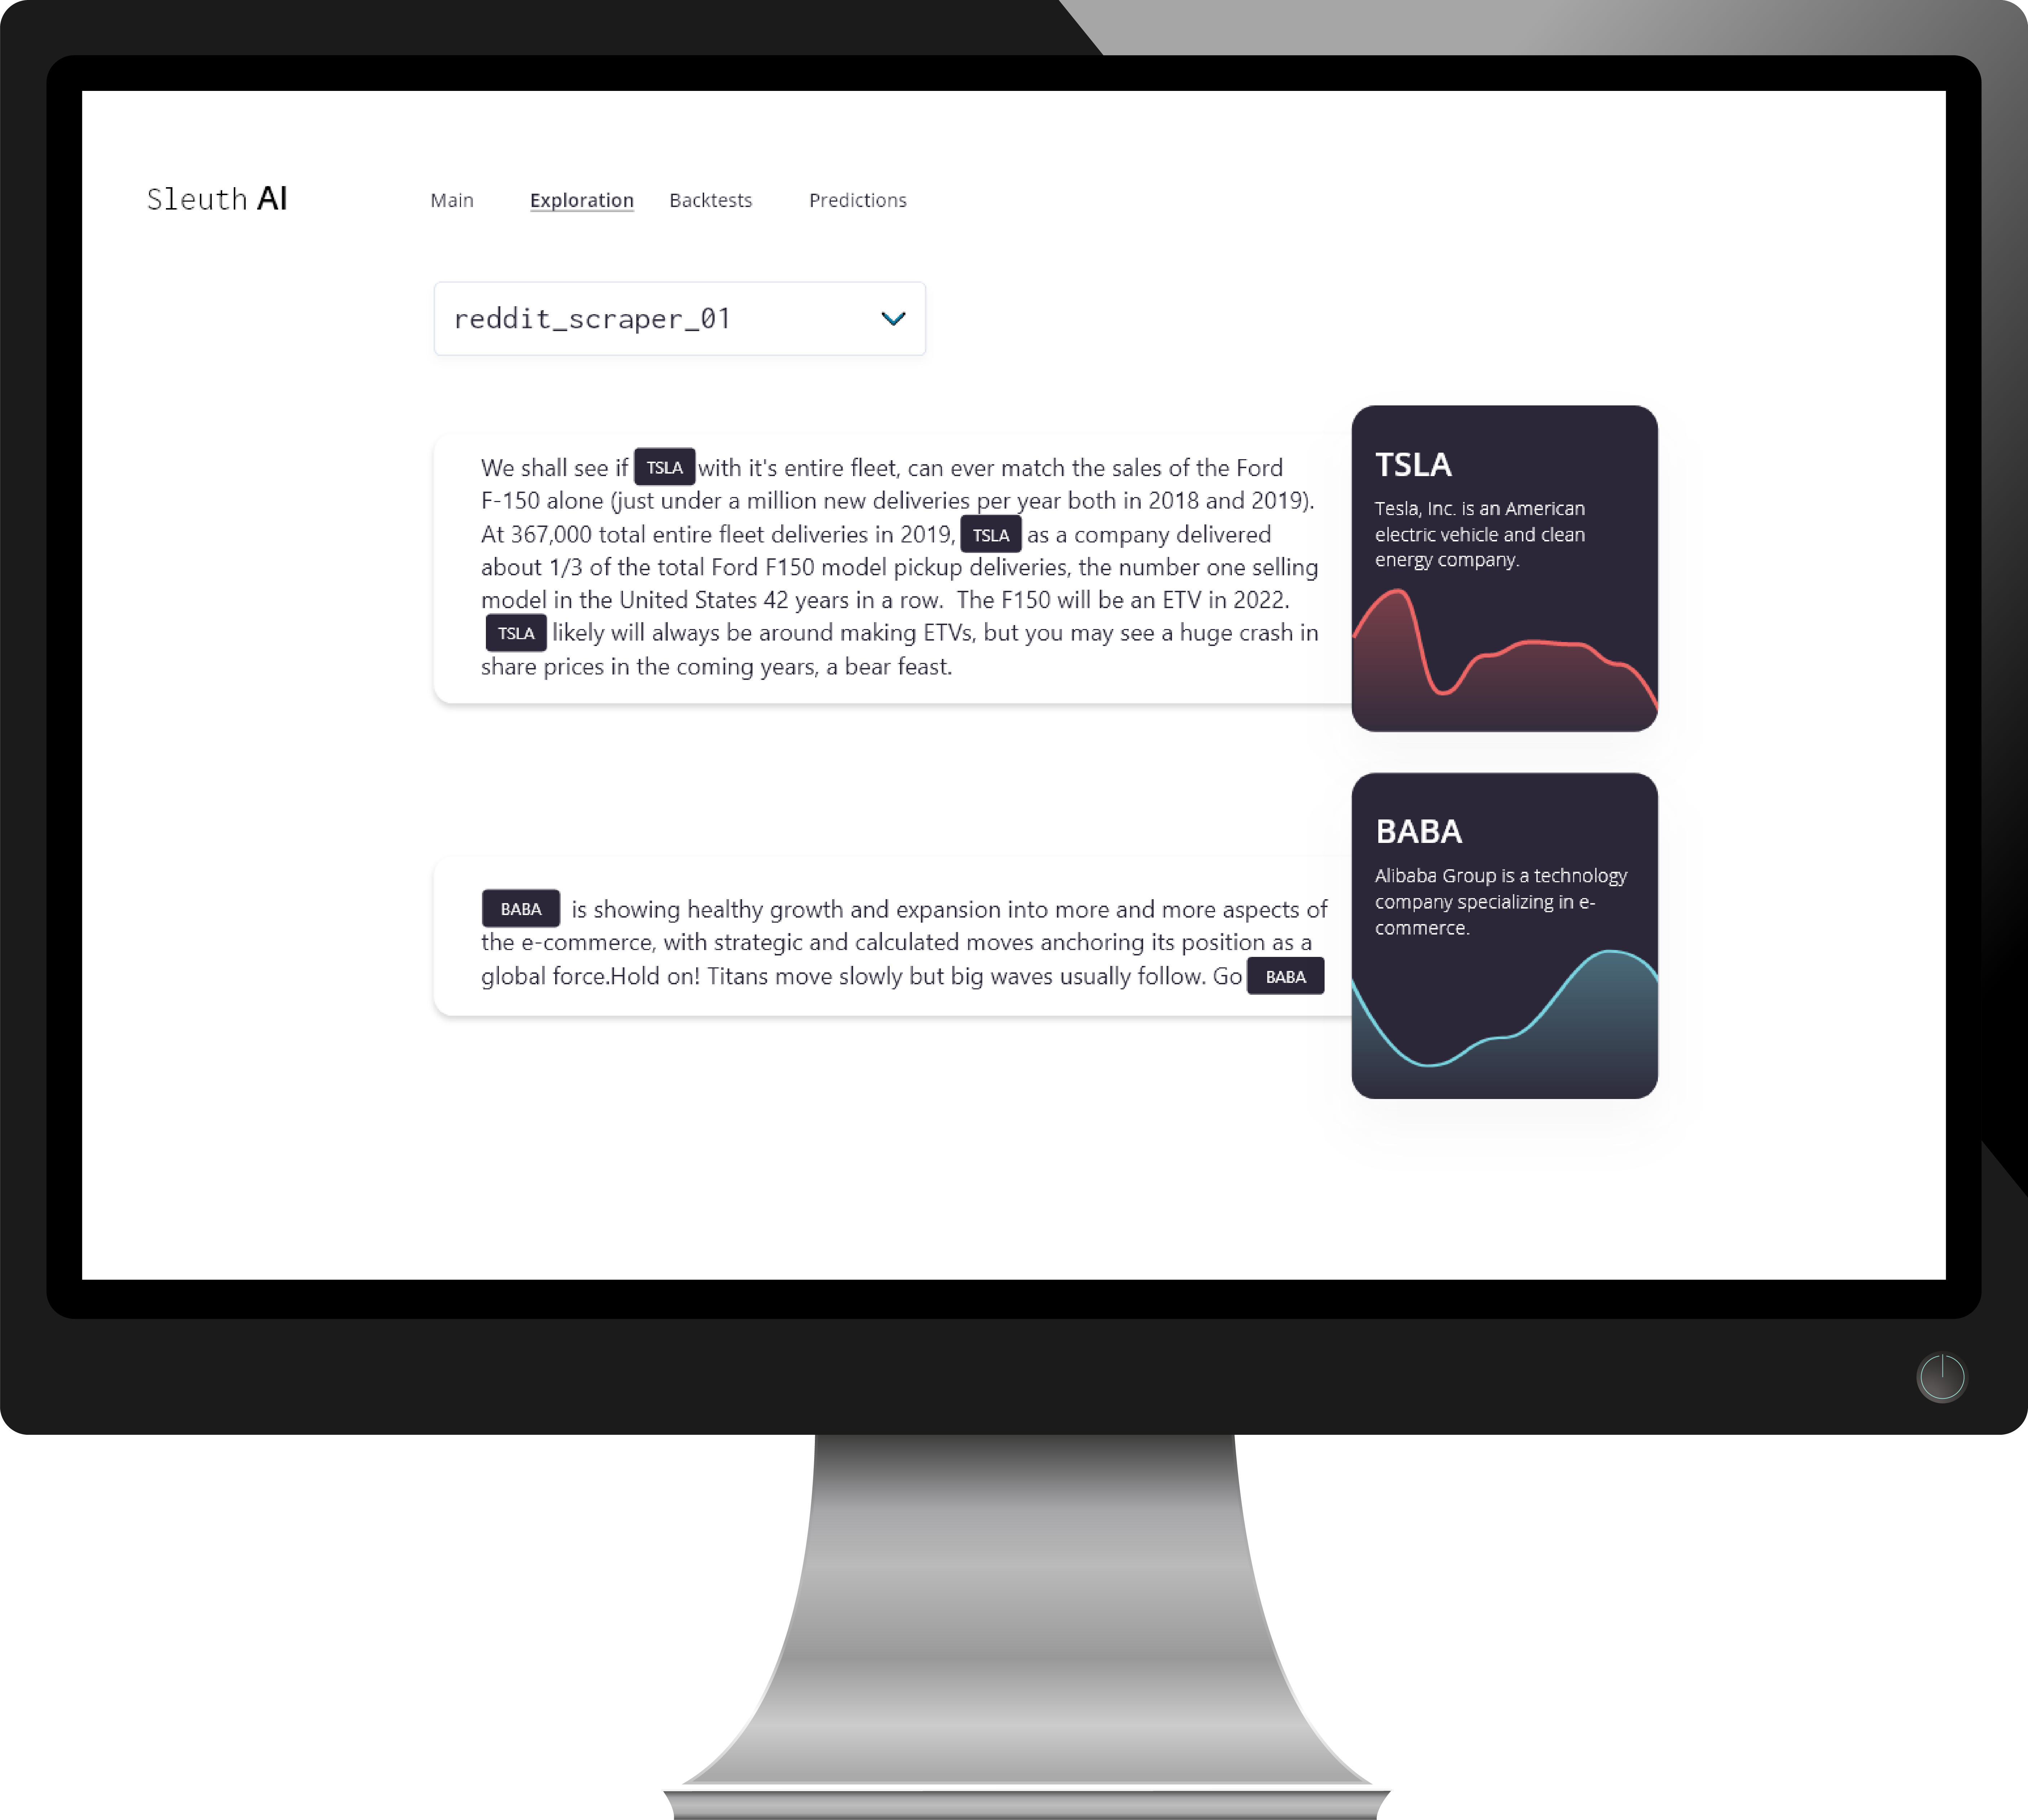 Sleuth AI
Main Exploration Backtests Predictions
reddit_scraper_01
We shall see if TSLA with it's entire fleet, can ever match the sales of the Ford
F-150 alone (just under a million new deliveries per year both in 2018 and 2019).
At 367,000 total entire fleet deliveries in 2019, TSLA as a company delivered
about 1/3 of the total Ford F150 model pickup deliveries, the number one selling
model in the United States 42 years in a row. The F150 will be an ETV in 2022.
TSLA likely will always be around making ETVs, but you may see a huge crash in
share prices in the coming years, a bear feast.
TSLA
Tesla, Inc. is an American
electric vehicle and clean
energy company.
BABA is showing healthy growth and expansion into more and more aspects of
the e-commerce, with strategic and calculated moves anchoring its position as a
global force.Hold on! Titans move slowly but big waves usually follow. Go BABA
BABA
Alibaba Group is a technology
company specializing in e-
commerce.